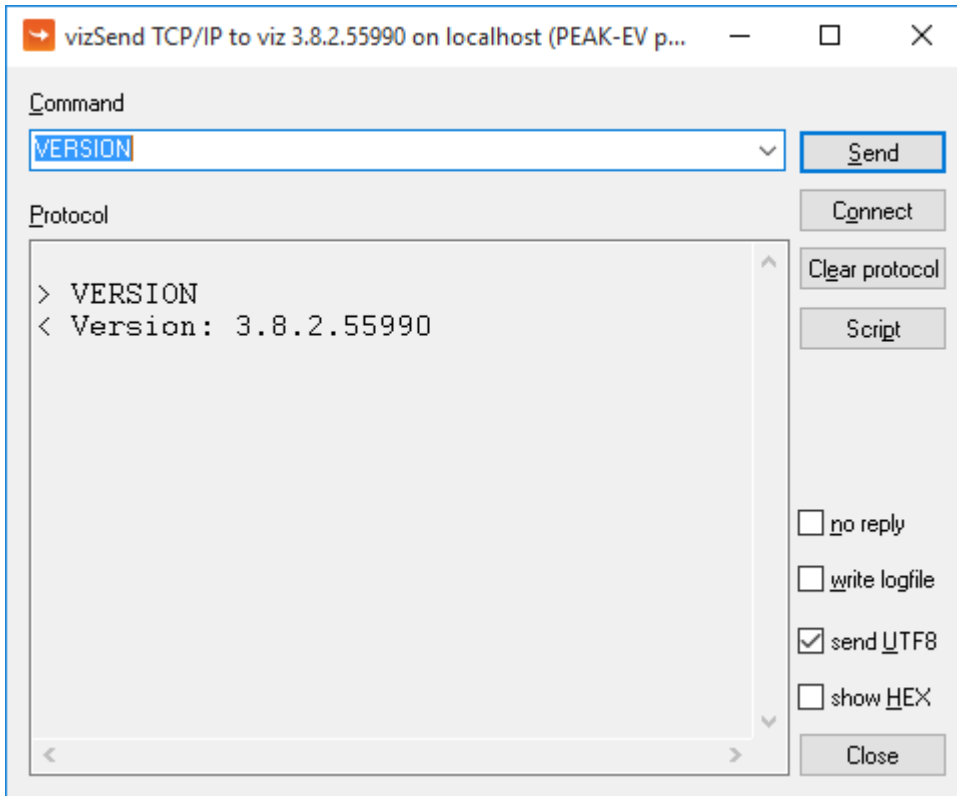 vizSend TCP/IP to viz 3.8.2.55990 on localhost (PEAK-EV p...
Command
VERSION
Send
Protocol
Connect
> VERSION
< Version: 3.8.2.55990
Clear protocol
Script
no reply
write logfile
send UTF8
show HEX
Close